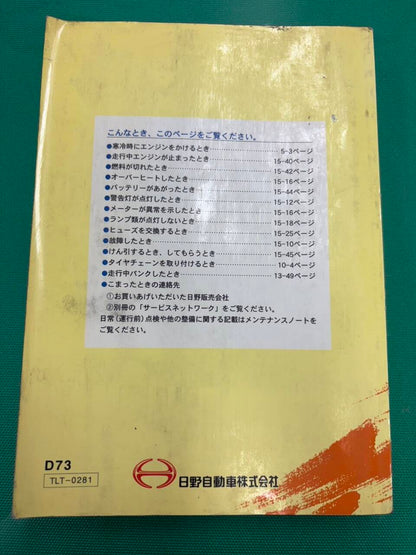 こんなとき、このページをご覧ください。
●寒冷時にエンジンをかけるとき………5-3ページ
●走行中エンジンが止まったとき………15-40ページ
●燃料が切れたとき………15-42ページ
●オーバーヒートしたとき………15-16ページ
●バッテリーがあがったとき………15-44ページ
●警告灯が点灯したとき………15-12ページ
●メーターが異常を示したとき………15-16ページ
●ランプ類が点灯しないとき………15-18ページ
●ヒューズを交換するとき………15-25ページ
●故障したとき………15-10ページ
●けん引するとき、してもらうとき………15-45ページ
●タイヤチェーンを取り付けるとき………10-4ページ
●走行中パンクしたとき………13-49ページ
●こまったときの連絡先
①お買いあげいただいた日野販売会社
②別冊の「サービスネットワーク」をご覧ください。
日常(運行前)点検や他の整備に関する記載はメンテナンスノートを
ご覧ください。
D73
TLT-0281
日野自動車株式会社